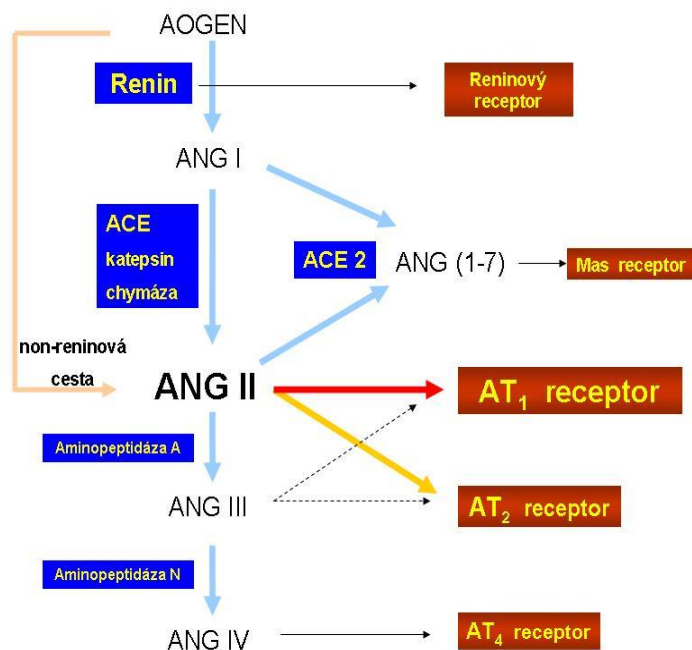 AOGEN
Renin
Reninový
receptor
ANG I
ACE
katepsin
chymáza
ACE 2
ANG (1-7)
Mas receptor
non-reninová
cesta
ANG II
AT₁ receptor
Aminopeptidáza A
ANG III
AT₂ receptor
Aminopeptidáza N
ANG IV
AT₄ receptor